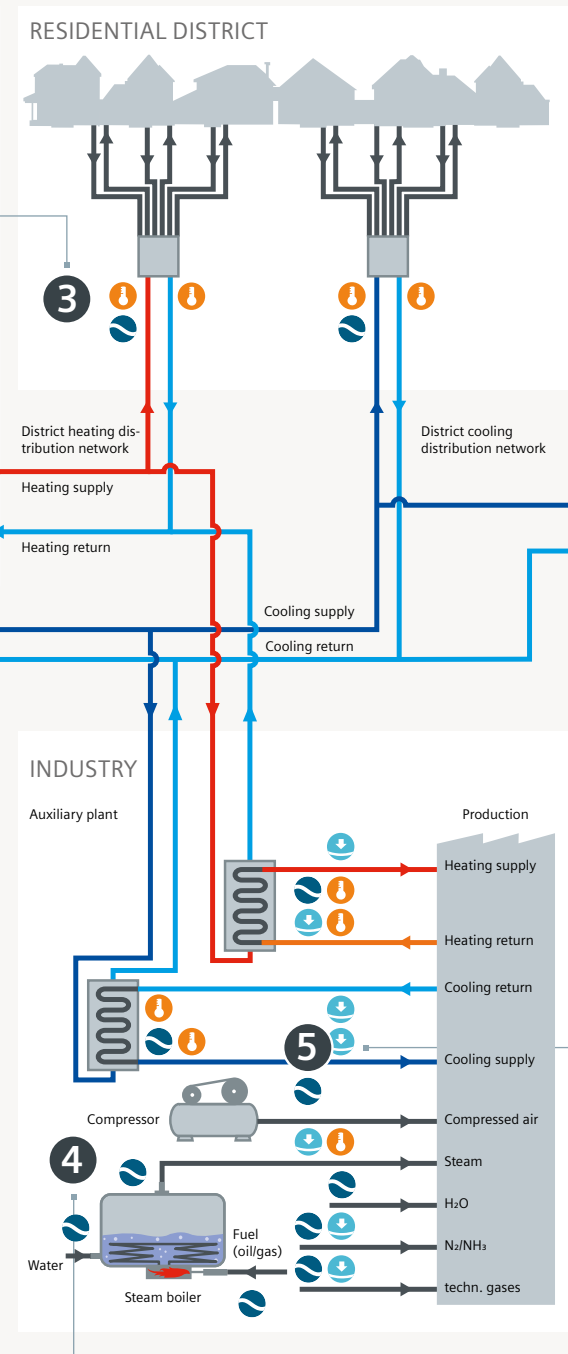 RESIDENTIAL DISTRICT
3
District heating dis-
tribution network
Heating supply
Heating return
District cooling
distribution network
Cooling supply
Cooling return
INDUSTRY
Auxiliary plant
Production
Heating supply
Heating return
Cooling return
5
Cooling supply
Compressor
Compressed air
4
Steam
H₂O
Fuel
(oil/gas)
N₂/NH₃
Water
Steam boiler
techn. gases